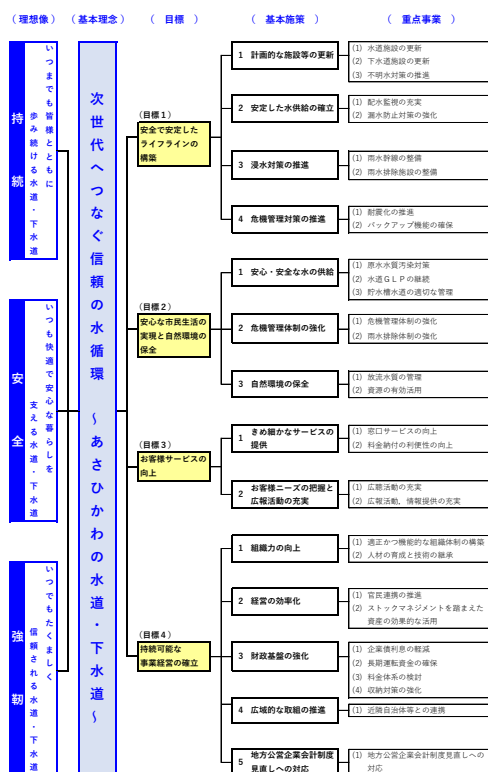 （理想像）
（基本理念）
（目標）
（基本施策）
（重点事業）
持続
いつまでも皆様とともに
歩み続ける水道・下水道
安全
いつも快適で安心な暮らしを
支える水道・下水道
強靭
いつでもたくましく
信頼される水道・下水道
次世代へつなぐ信頼の水循環　～あさひかわの水道・下水道～
(目標１)
安全で安定した
ライフラインの
構築
1 計画的な施設等の更新
(1) 水道施設の更新
(2) 下水道施設の更新
(3) 不明水対策の推進
2 安定した水供給の確立
(1) 配水監視の充実
(2) 漏水防止対策の強化
3 浸水対策の推進
(1) 雨水幹線の整備
(2) 雨水排除施設の整備
4 危機管理対策の推進
(1) 耐震化の推進
(2) バックアップ機能の確保
(目標２)
安心な市民生活の
実現と自然環境の
保全
1 安心・安全な水の供給
(1) 原水水質汚染対策
(2) 水道ＧＬＰの継続
(3) 貯水槽水道の適切な管理
2 危機管理体制の強化
(1) 危機管理体制の強化
(2) 雨水排除体制の強化
3 自然環境の保全
(1) 放流水質の管理
(2) 資源の有効活用
(目標３)
お客様サービスの
向上
1 きめ細かなサービスの
提供
(1) 窓口サービスの向上
(2) 料金納付の利便性の向上
2 お客様ニーズの把握と
広報活動の充実
(1) 広聴活動の充実
(2) 広報活動，情報提供の充実
(目標４)
持続可能な
事業経営の確立
1 組織力の向上
(1) 適正かつ機能的な組織体制の構築
(2) 人材の育成と技術の継承
2 経営の効率化
(1) 官民連携の推進
(2) ストックマネジメントを踏まえた
資産の効果的な活用
3 財政基盤の強化
(1) 企業債利息の軽減
(2) 長期運転資金の確保
(3) 料金体系の検討
(4) 収納対策の強化
4 広域的な取組の推進
(1) 近隣自治体等との連携
5 地方公営企業会計制度
見直しへの対応
(1) 地方公営企業会計制度見直しへの
対応